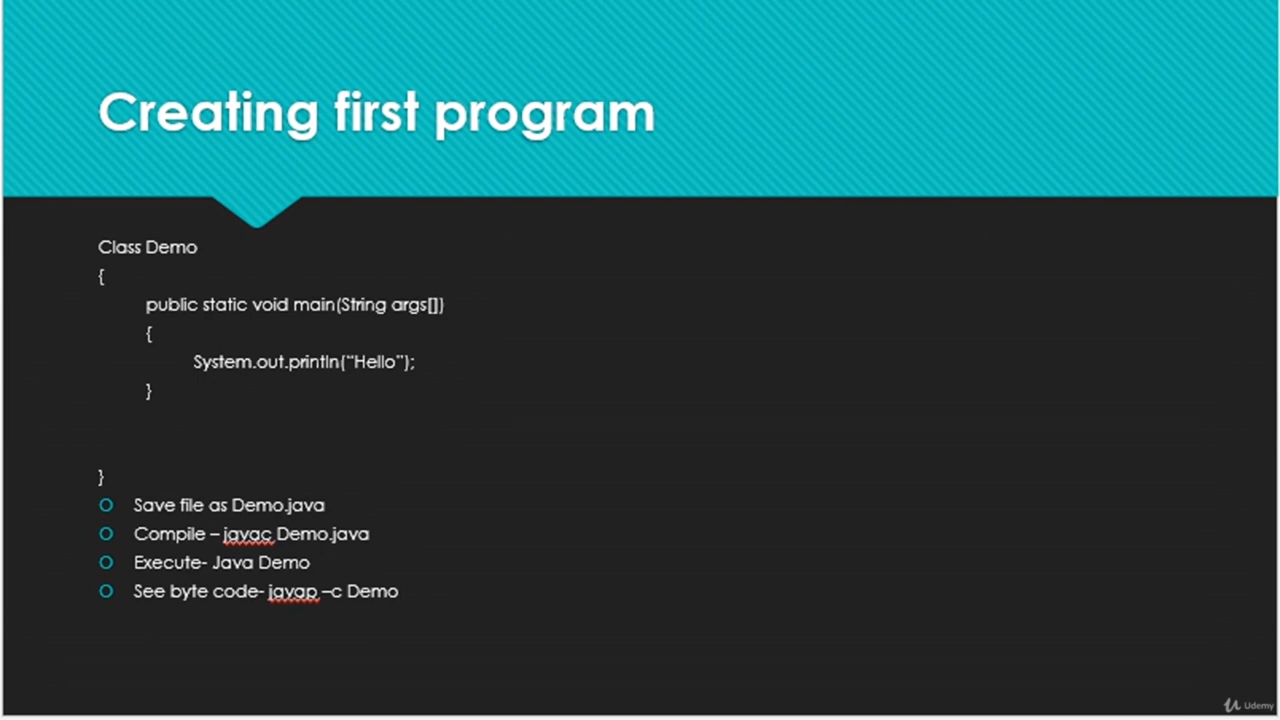 Creating first program
Class Demo
{
public static void main(String args[])
{
System.out.println(“Hello”);
}
}
Save file as Demo.java
Compile – javac Demo.java
Execute- Java Demo
See byte code- javap –c Demo
Udemy